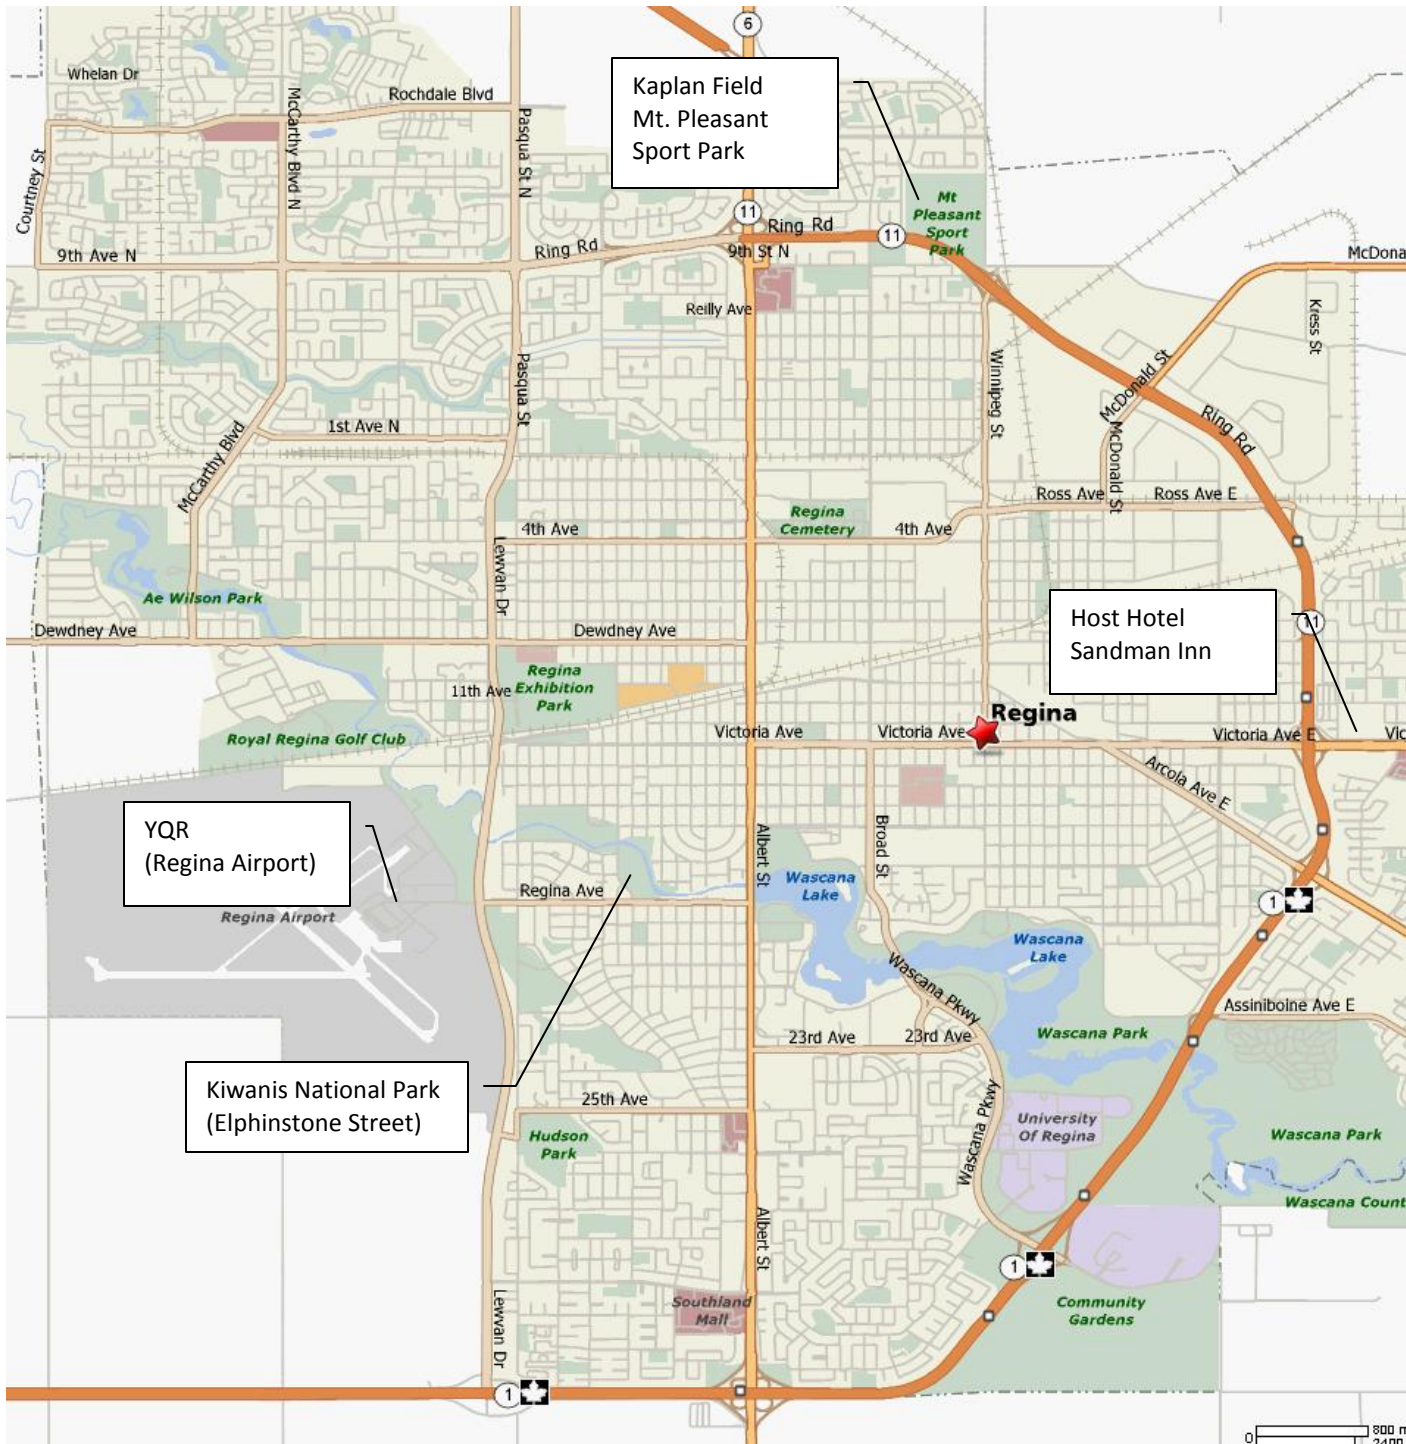 6
Whelan Dr
Rochdale Blvd
McCarthy Blvd N
Pasqua St N
Courtney St
Kaplan Field
Mt. Pleasant
Sport Park
Mt
Pleasant
Sport
Park
11
Ring Rd
11
Ring Rd
9th St N
9th Ave N
McDona
Reilly Ave
Kress St
Pasqua St
Winnipeg St
McDonald St
McDonald St
Ring Rd
1st Ave N
McCarthy Blvd
Ross Ave
Ross Ave E
Regina
Cemetery
4th Ave
4th Ave
Lewvan Dr
Ae Wilson Park
Host Hotel
Sandman Inn
11
Dewdney Ave
Dewdney Ave
Regina
Exhibition
Park
11th Ave
Regina
Royal Regina Golf Club
Victoria Ave
Victoria Ave
Victoria Ave E
Vic
Arcola Ave E
YQR
(Regina Airport)
Albert St
Broad St
Regina Ave
Wascana
Lake
Regina Airport
1
Wascana
Lake
Wascana Pkwy
Assiniboine Ave E
23rd Ave
23rd Ave
Wascana Park
Kiwanis National Park
(Elphinstone Street)
25th Ave
Wascana Pkwy
University
Of Regina
Hudson
Park
Wascana Park
Wascana Count
Albert St
1
Southland
Mall
Community
Gardens
Lewvan Dr
1
0
800 m